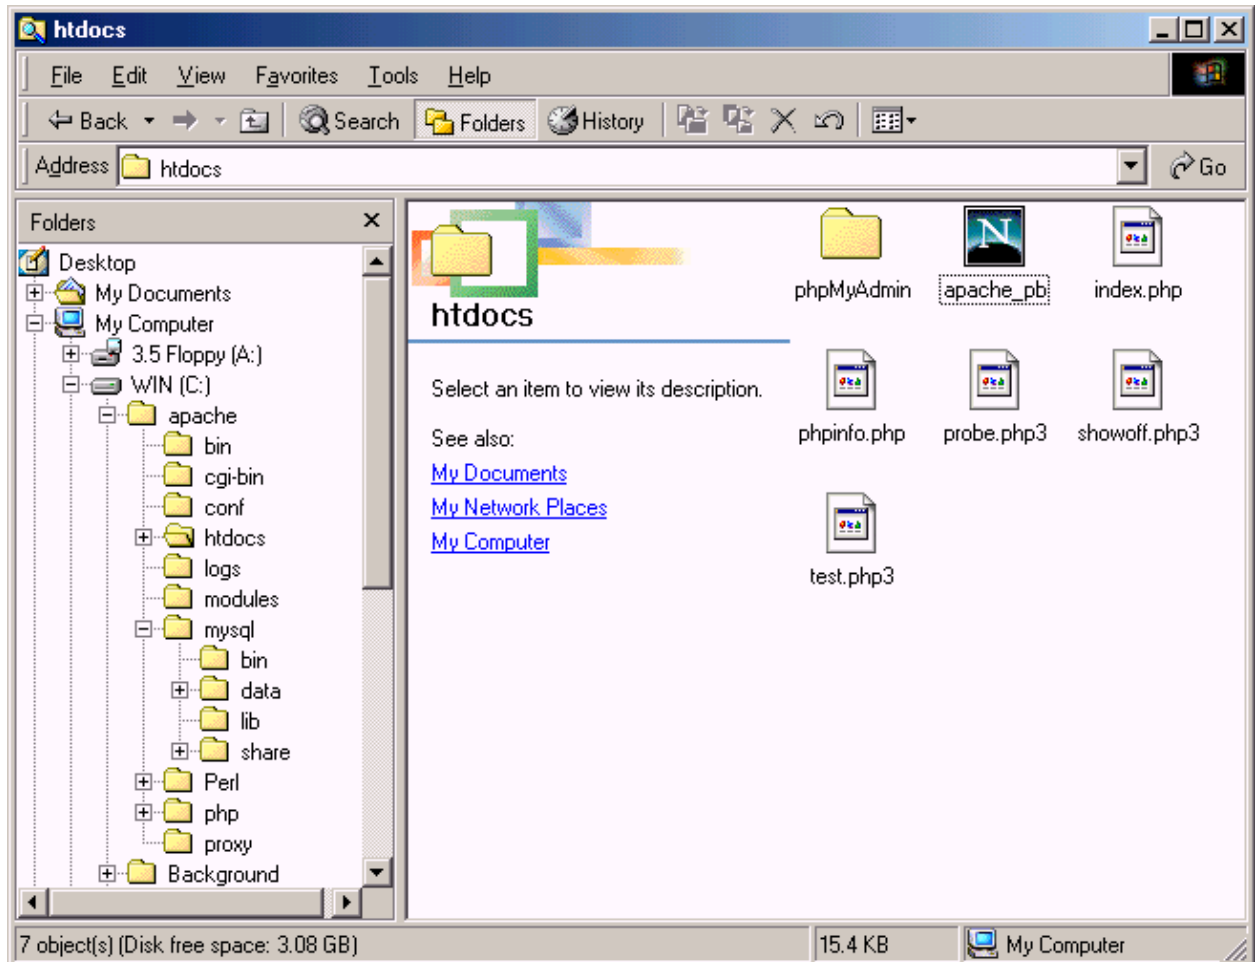 htdocs
File Edit View Favorites Tools Help
Back Search Folders History
Address htdocs Go
Folders
Desktop
My Documents
My Computer
3.5 Floppy (A:)
WIN (C:)
apache
bin
cgi-bin
conf
htdocs
logs
modules
mysql
bin
data
lib
share
Perl
php
proxy
Background
htdocs
Select an item to view its description.
See also:
My Documents
My Network Places
My Computer
N
phpMyAdmin apache_pb index.php
phpinfo.php probe.php3 showoff.php3
test.php3
7 object(s) (Disk free space: 3.08 GB) 15.4 KB My Computer